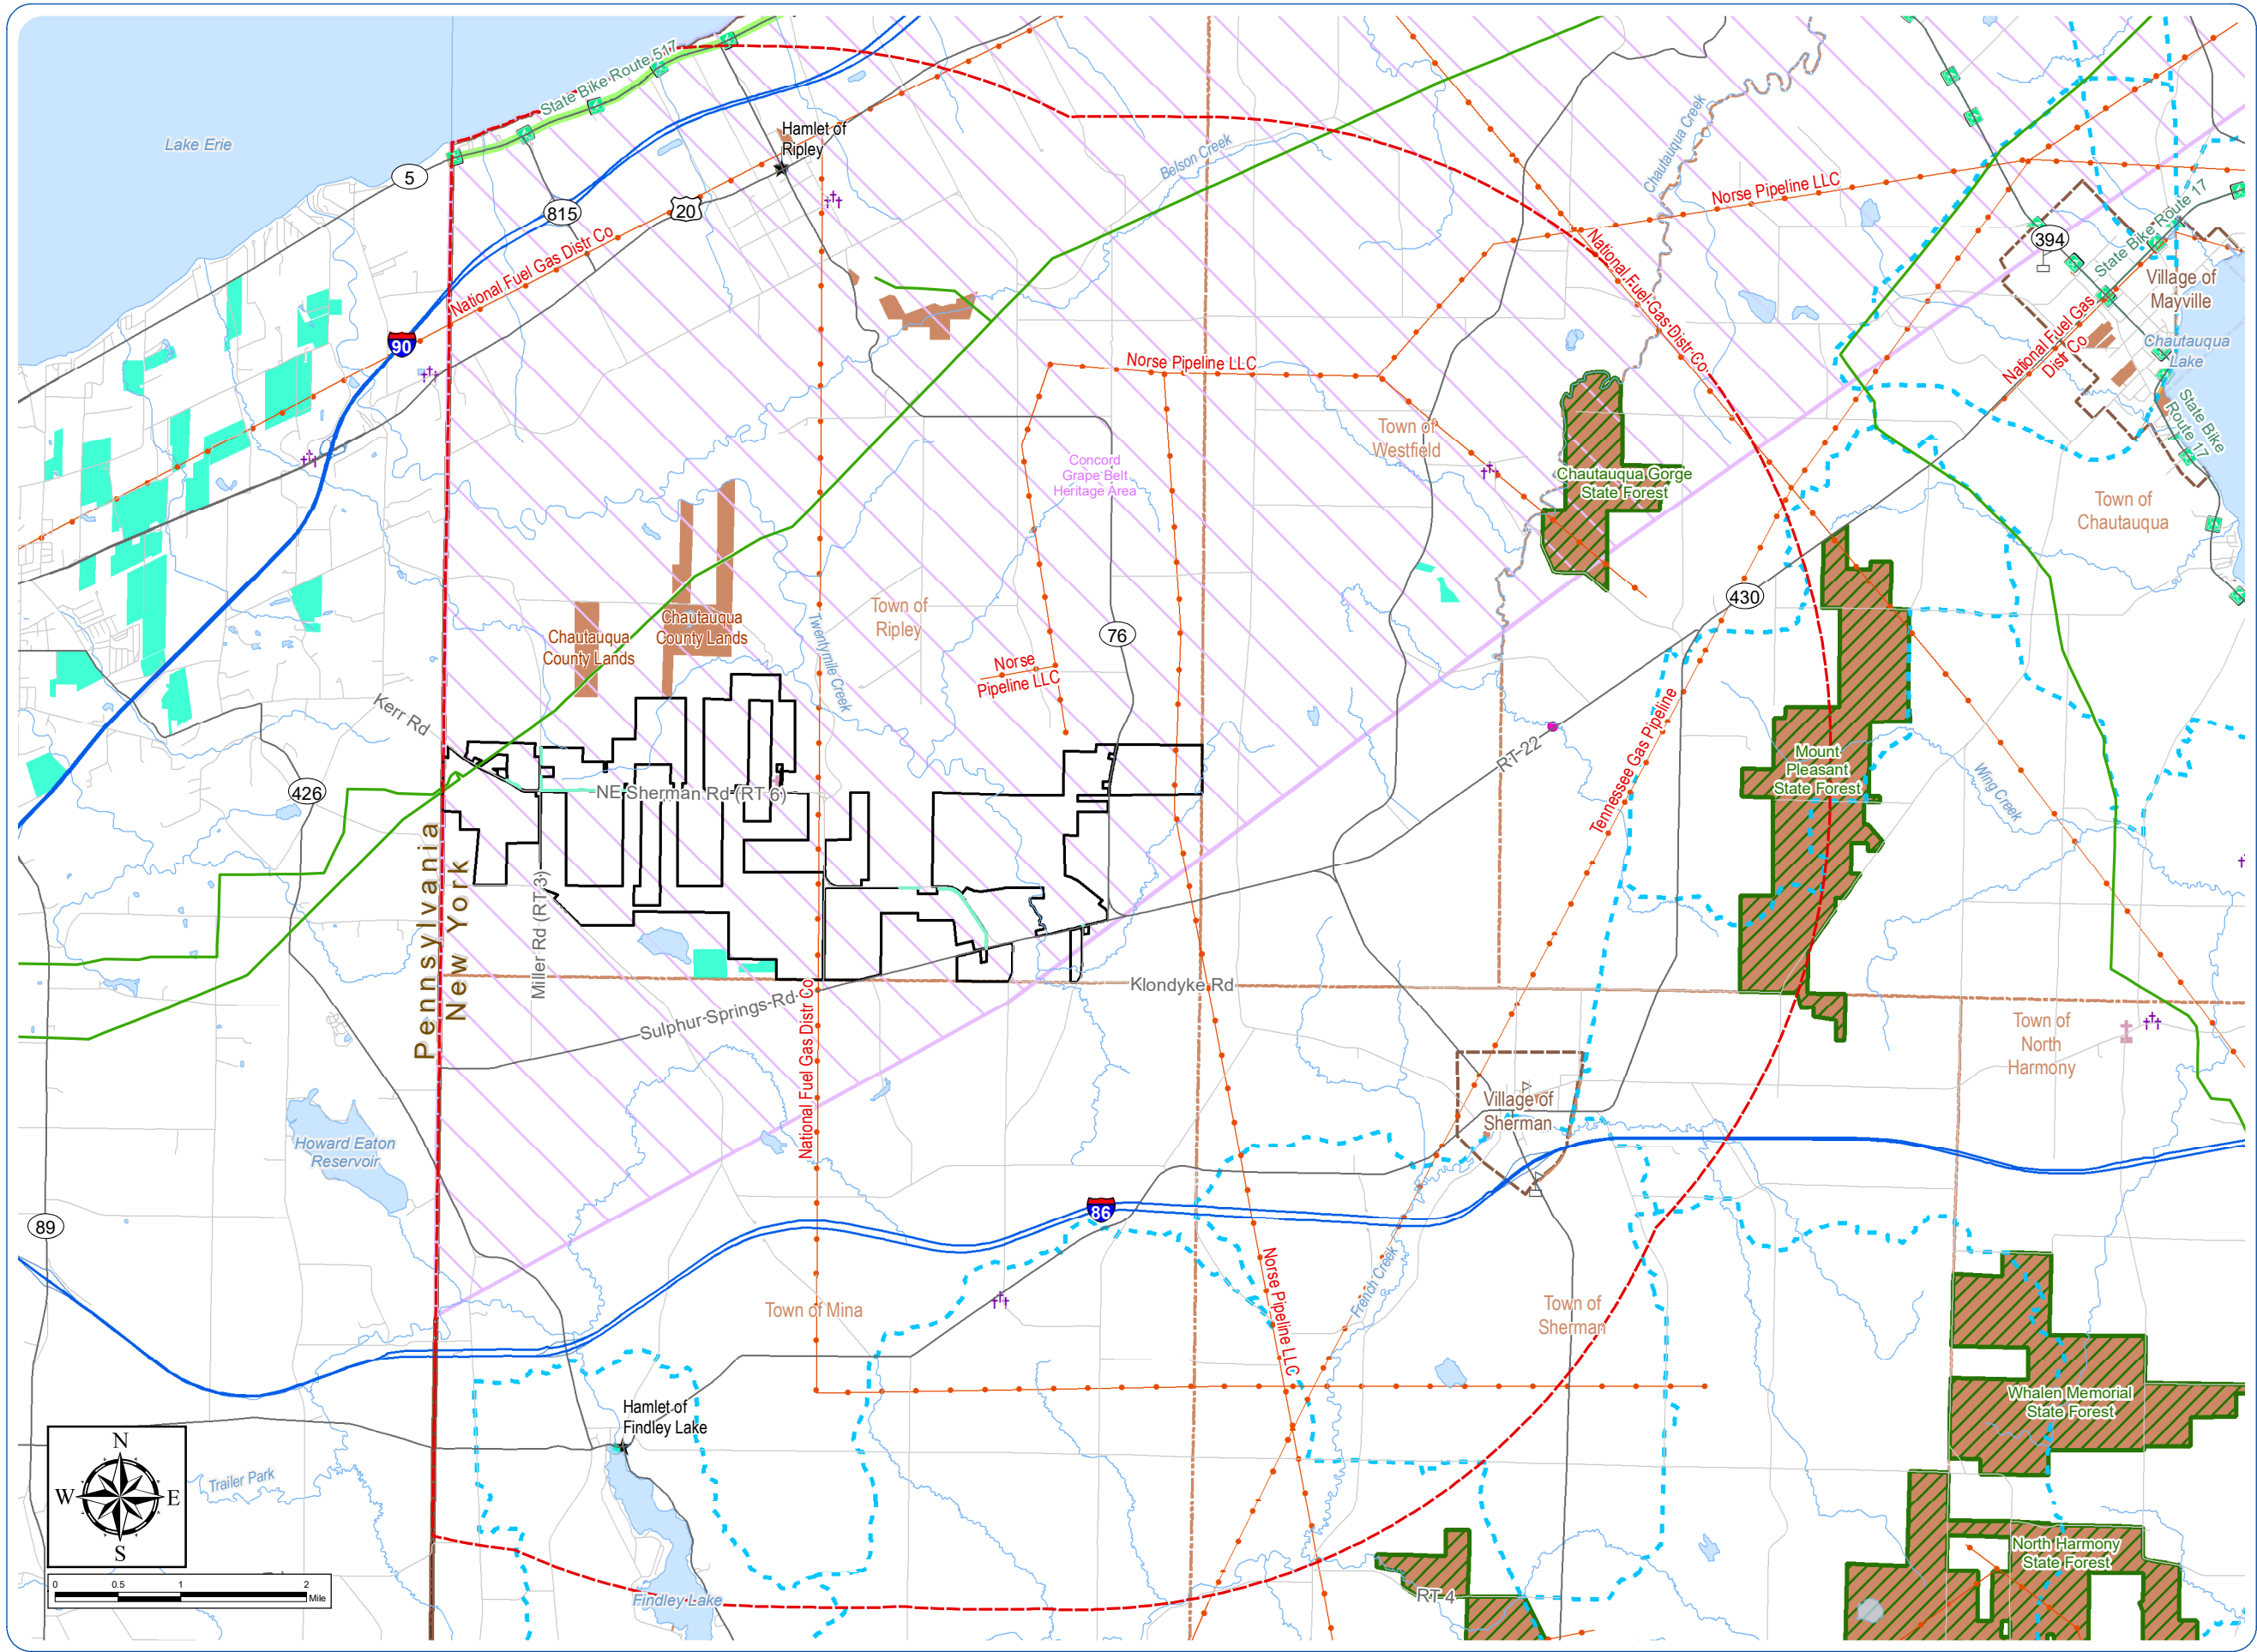 State Bike Route 517
Lake Erie
5
Hamlet of
Ripley
815
20
National Fuel Gas Distr Co
90
Belson Creek
Chautauqua Creek
Norse Pipeline LLC
National Fuel Gas Distr Co
394
State Bike Route 17
Village of
Mayville
National Fuel Gas
Distr Co
Chautauqua
Lake
State Bike
Route 17
Norse Pipeline LLC
Town of
Westfield
Concord
Grape Belt
Heritage Area
Chautauqua Gorge
State Forest
Town of
Chautauqua
Chautauqua
County Lands
Chautauqua
County Lands
Twentymile Creek
Town of
Ripley
76
430
Norse
Pipeline LLC
Kerr Rd
RT-22
Tennessee Gas Pipeline
Mount
Pleasant
State Forest
Wing Creek
426
NE Sherman Rd (RT 6)
Pennsylvania
New York
Miller Rd (RT 3)
Klondyke Rd
Sulphur Springs Rd
National Fuel Gas Distr Co
Town of
North
Harmony
Village of
Sherman
Howard Eaton
Reservoir
89
86
Norse Pipeline LLC
French Creek
Town of Mina
Town of
Sherman
Whalen Memorial
State Forest
Hamlet of
Findley Lake
N
W
E
S
Trailer Park
North Harmony
State Forest
0 0.5 1 2
Mile
Findley Lake
RT 4